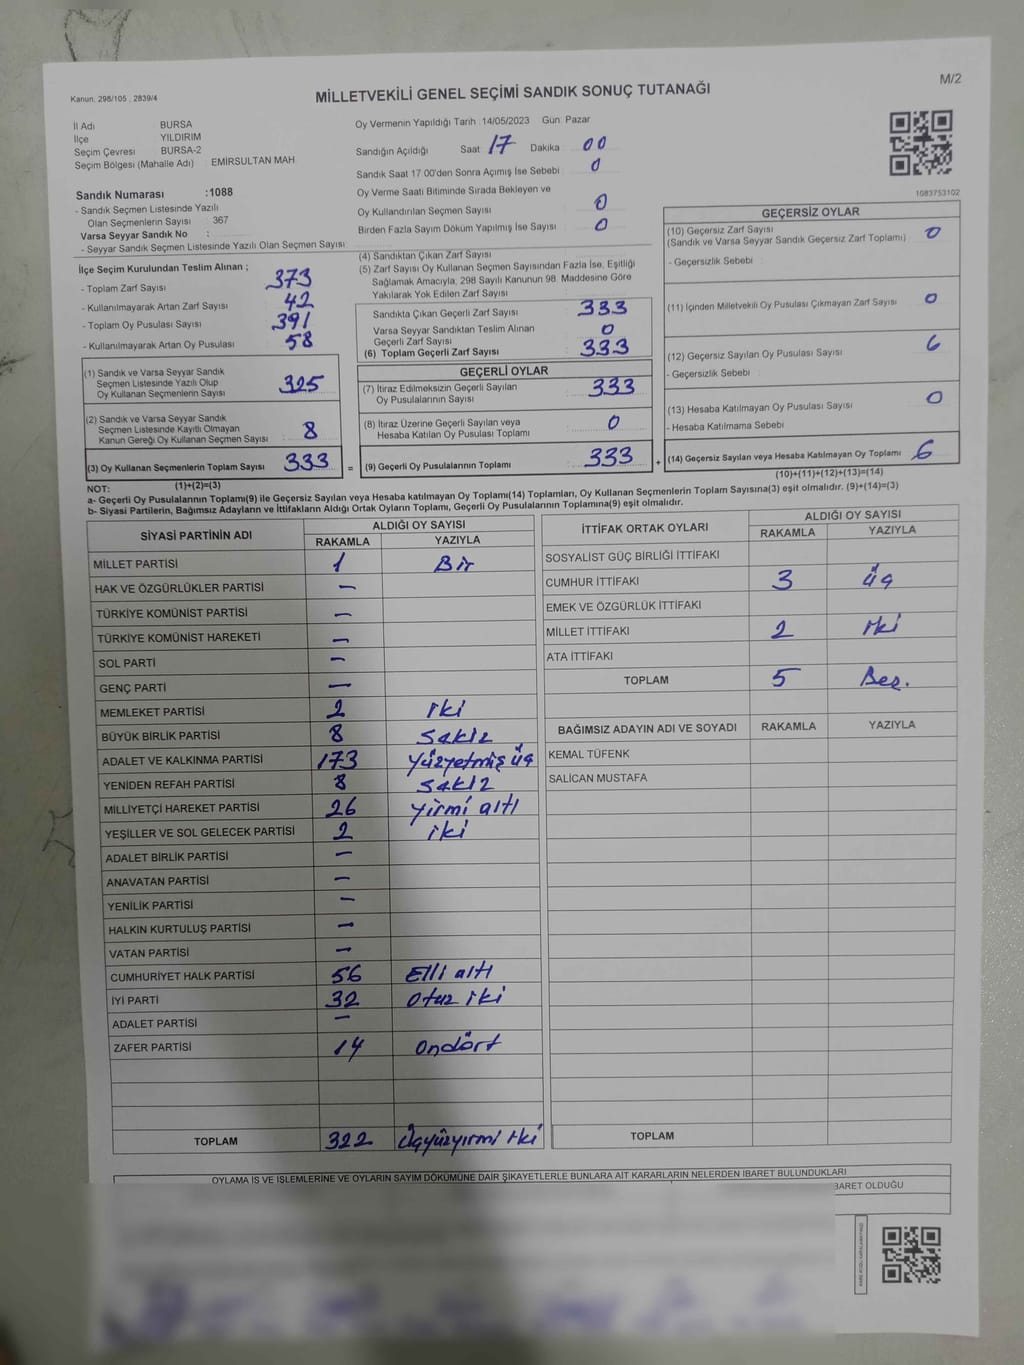 M/2
Kanun. 298/105 , 2839/4
MİLLETVEKİLİ GENEL SEÇİMİ SANDIK SONUÇ TUTANAĞI
İl Adı BURSA
İlçe YILDIRIM
Seçim Çevresi BURSA-2
Seçim Bölgesi (Mahalle Adı) EMİRSULTAN MAH.
Sandık Numarası :1088
- Sandık Seçmen Listesinde Yazılı
Olan Seçmenlerin Sayısı : 367
Varsa Seyyar Sandık No :
- Seyyar Sandık Seçmen Listesinde Yazılı Olan Seçmen Sayısı
Oy Vermenin Yapıldığı Tarih :14/05/2023 Gün: Pazar
Sandığın Açıldığı Saat 17 Dakika 00
Sandık Saat 17.00'den Sonra Açımış İse Sebebi : 0
Oy Verme Saati Bitiminde Sırada Bekleyen ve
Oy Kullandırılan Seçmen Sayısı : 0
Birden Fazla Sayım Döküm Yapılmış İse Sayısı : 0
1083753102
İlçe Seçim Kurulundan Teslim Alınan ;
- Toplam Zarf Sayısı : 373
- Kullanılmayarak Artan Zarf Sayısı : 42
- Toplam Oy Pusulası Sayısı : 391
- Kullanılmayarak Artan Oy Pusulası : 58
(1) Sandık ve Varsa Seyyar Sandık
Seçmen Listesinde Yazılı Olup
Oy Kullanan Seçmenlerin Sayısı : 325
(2) Sandık ve Varsa Seyyar Sandık
Seçmen Listesinde Kayıtlı Olmayan
Kanun Gereği Oy Kullanan Seçmen Sayısı : 8
(3) Oy Kullanan Seçmenlerin Toplam Sayısı : 333
(1)+(2)=(3)
(4) Sandıktan Çıkan Zarf Sayısı :
(5) Zarf Sayısı Oy Kullanan Seçmen Sayısından Fazla İse, Eşitliği
Sağlamak Amacıyla, 298 Sayılı Kanunun 98. Maddesine Göre
Yakılarak Yok Edilen Zarf Sayısı :
Sandıkta Çıkan Geçerli Zarf Sayısı : 333
Varsa Seyyar Sandıktan Teslim Alınan
Geçerli Zarf Sayısı : 0
(6) Toplam Geçerli Zarf Sayısı : 333
GEÇERLİ OYLAR
(7) İtiraz Edilmeksizin Geçerli Sayılan
Oy Pusulalarının Sayısı : 333
(8) İtiraz Üzerine Geçerli Sayılan veya
Hesaba Katılan Oy Pusulası Toplamı : 0
= (9) Geçerli Oy Pusulalarının Toplamı : 333
GEÇERSİZ OYLAR
(10) Geçersiz Zarf Sayısı
(Sandık ve Varsa Seyyar Sandık Geçersiz Zarf Toplamı) : 0
- Geçersizlik Sebebi :
(11) İçinden Milletvekili Oy Pusulası Çıkmayan Zarf Sayısı : 0
(12) Geçersiz Sayılan Oy Pusulası Sayısı : 6
- Geçersizlik Sebebi :
(13) Hesaba Katılmayan Oy Pusulası Sayısı : 0
- Hesaba Katılmama Sebebi :
+ (14) Geçersiz Sayılan veya Hesaba Katılmayan Oy Toplamı : 6
(10)+(11)+(12)+(13)=(14)
NOT:
a- Geçerli Oy Pusulalarının Toplamı(9) ile Geçersiz Sayılan veya Hesaba katılmayan Oy Toplamı(14) Toplamları, Oy Kullanan Seçmenlerin Toplam Sayısına(3) eşit olmalıdır. (9)+(14)=(3)
b- Siyasi Partilerin, Bağımsız Adayların ve İttifakların Aldığı Ortak Oyların Toplamı, Geçerli Oy Pusulalarının Toplamına(9) eşit olmalıdır.
SİYASİ PARTİNİN ADI ALDIĞI OY SAYISI
RAKAMLA YAZIYLA
MİLLET PARTİSİ 1 Bir
HAK VE ÖZGÜRLÜKLER PARTİSİ —
TÜRKİYE KOMÜNİST PARTİSİ —
TÜRKİYE KOMÜNİST HAREKETİ —
SOL PARTİ —
GENÇ PARTİ —
MEMLEKET PARTİSİ 2 iki
BÜYÜK BİRLİK PARTİSİ 8 sekiz
ADALET VE KALKINMA PARTİSİ 173 Yüzyetmiş üç
YENİDEN REFAH PARTİSİ 8 sekiz
MİLLİYETÇİ HAREKET PARTİSİ 26 Yirmi altı
YEŞİLLER VE SOL GELECEK PARTİSİ 2 iki
ADALET BİRLİK PARTİSİ —
ANAVATAN PARTİSİ —
YENİLİK PARTİSİ —
HALKIN KURTULUŞ PARTİSİ —
VATAN PARTİSİ —
CUMHURİYET HALK PARTİSİ 56 Elli altı
İYİ PARTİ 32 Otuz iki
ADALET PARTİSİ —
ZAFER PARTİSİ 14 Ondört
TOPLAM 322 Üçyüzyirmi iki
İTTİFAK ORTAK OYLARI ALDIĞI OY SAYISI
RAKAMLA YAZIYLA
SOSYALİST GÜÇ BİRLİĞİ İTTİFAKI
CUMHUR İTTİFAKI 3 üç
EMEK VE ÖZGÜRLÜK İTTİFAKI
MİLLET İTTİFAKI 2 iki
ATA İTTİFAKI
TOPLAM 5 Beş.
BAĞIMSIZ ADAYIN ADI VE SOYADI RAKAMLA YAZIYLA
KEMAL TÜFENK
SALİCAN MUSTAFA
TOPLAM
OYLAMA İŞ VE İŞLEMLERİNE VE OYLARIN SAYIM DÖKÜMÜNE DAİR ŞİKAYETLERLE BUNLARA AİT KARARLARIN NELERDEN İBARET BULUNDUKLARI
BARET OLDUĞU